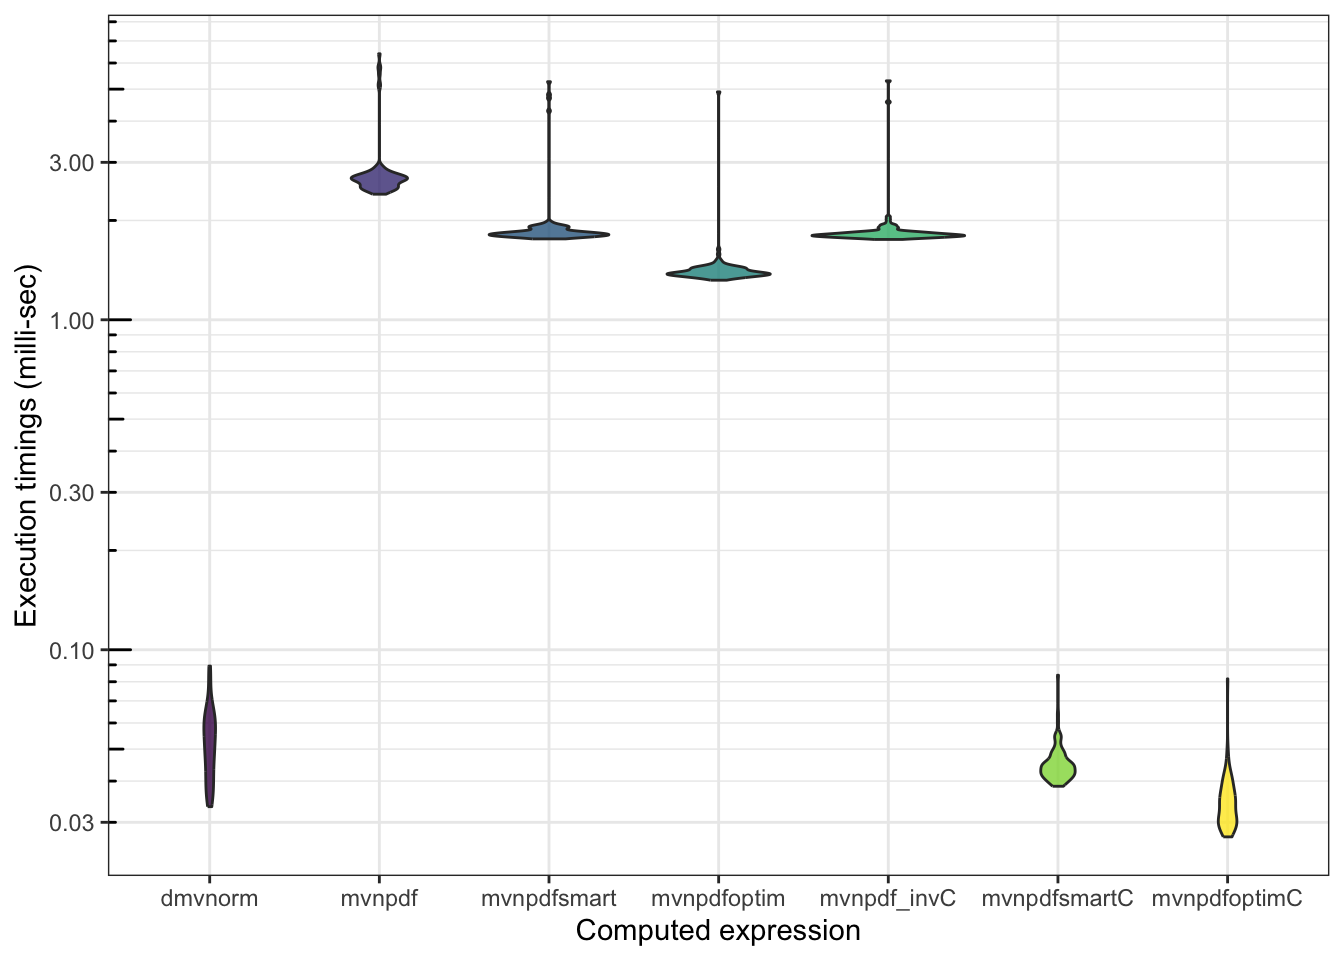 Execution timings (milli-sec)
3.00
1.00
0.30
0.10
0.03
dmvnorm mvnpdf mvnpdfsmart mvnpdfoptim mvnpdf_invC mvnpdfsmartC mvnpdfoptimC
Computed expression